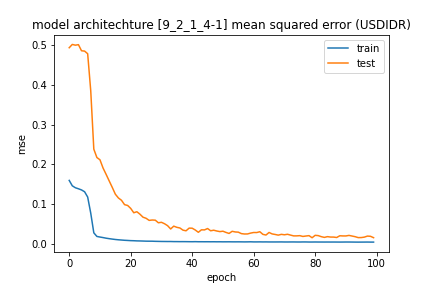 model architechture [9_2_1_4-1] mean squared error (USDIDR)
train
test
mse
0.5
0.4
0.3
0.2
0.1
0.0
0
20
40
60
80
100
epoch